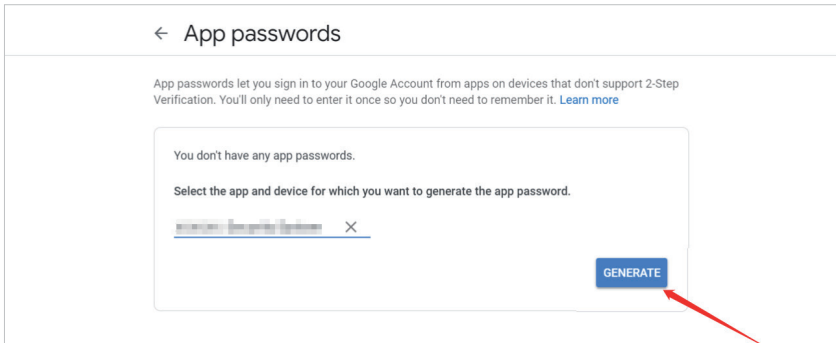 App passwords
App passwords let you sign in to your Google Account from apps on devices that don't support 2-Step
Verification. You'll only need to enter it once so you don't need to remember it. Learn more
You don't have any app passwords.
Select the app and device for which you want to generate the app password.
GENERATE